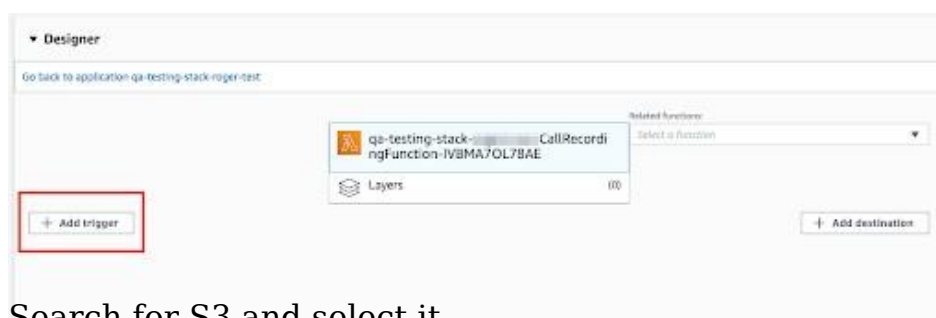 ▼ Designer
Go back to application qa-testing-stack-roger-test
Related functions:
Select a function
qa-testing-stack- CallRecordi
ngFunction-IVBMA7OL78AE
Layers (0)
+ Add trigger
+ Add destination
Search for S3 and select it